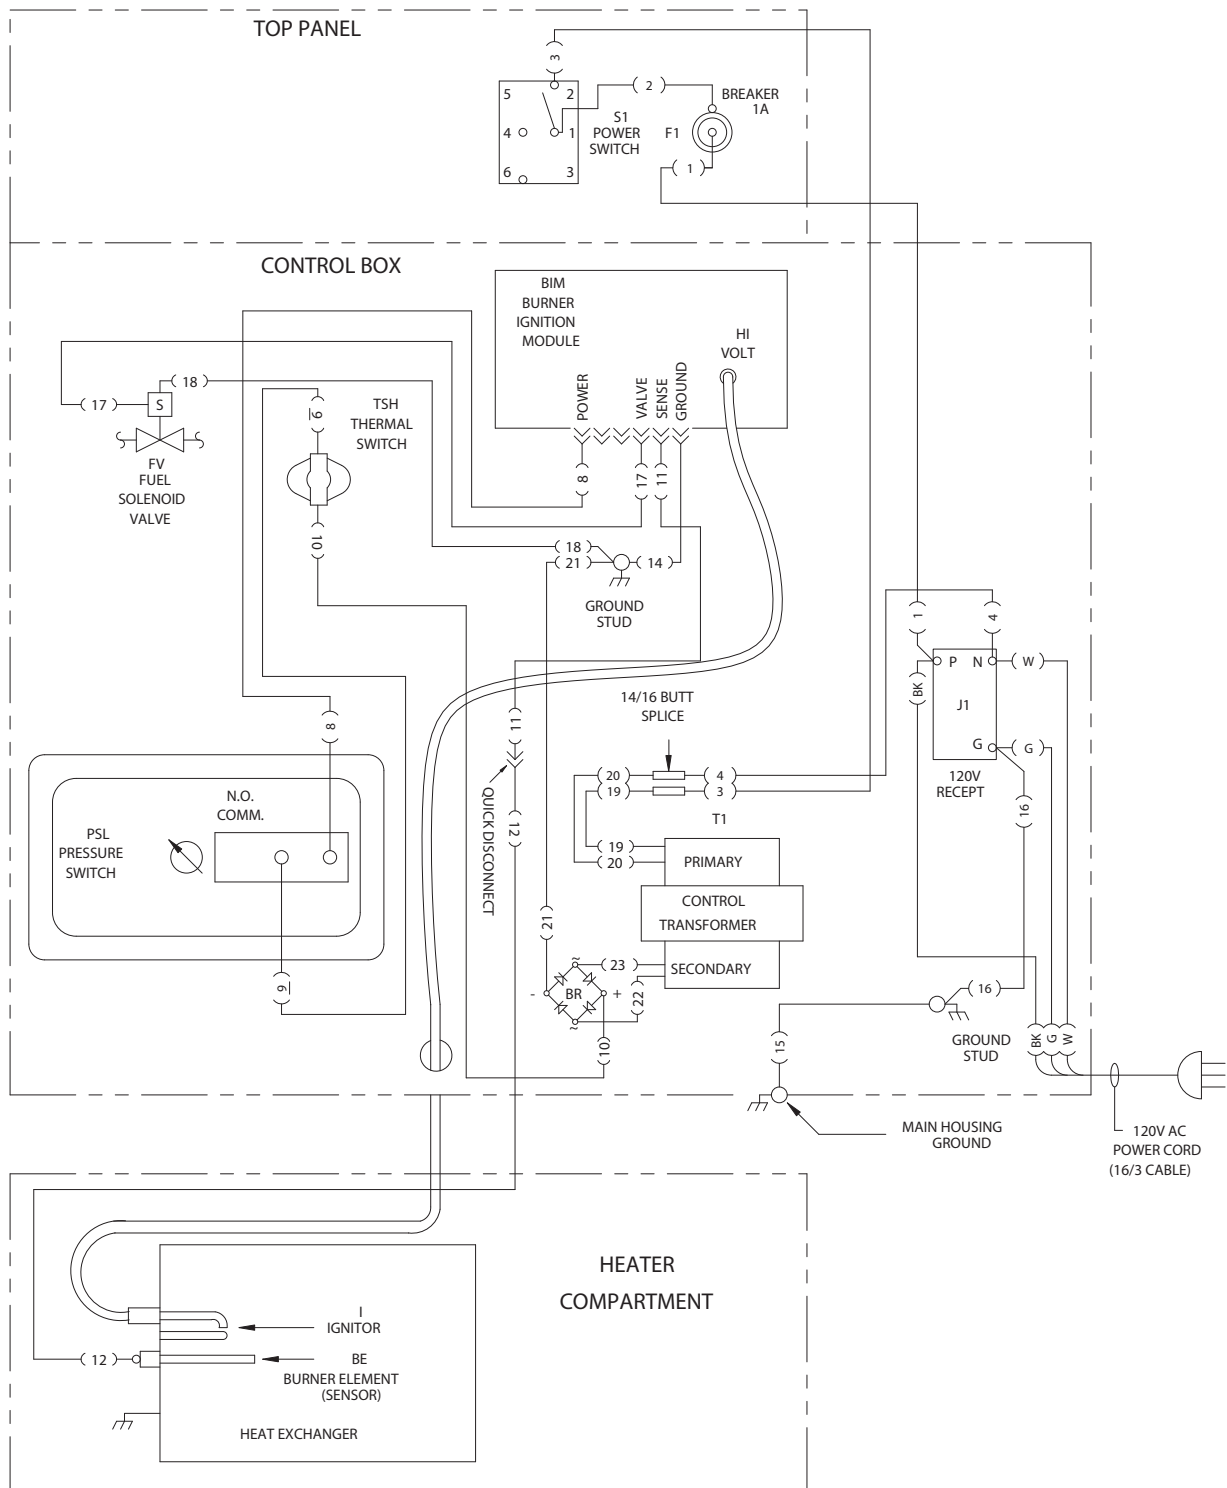 TOP PANEL
3
5
2
4
1
6
3
S1
POWER
SWITCH
2
BREAKER
1A
F1
1
CONTROL BOX
BIM
BURNER
IGNITION
MODULE
HI
VOLT
POWER
VALVE
SENSE
GROUND
18
17
S
FV
FUEL
SOLENOID
VALVE
9
TSH
THERMAL
SWITCH
10
8
17
11
18
21
14
GROUND
STUD
1
4
P
N
W
BK
J1
G
G
120V
RECEPT
16
14/16 BUTT
SPLICE
11
8
QUICK DISCONNECT
12
20
4
19
3
T1
19
20
PRIMARY
CONTROL
TRANSFORMER
SECONDARY
N.O.
COMM.
PSL
PRESSURE
SWITCH
9
21
~
23
-
BR
+
22
~
10
16
GROUND
STUD
15
BK
G
W
MAIN HOUSING
GROUND
120V AC
POWER CORD
(16/3 CABLE)
HEATER
COMPARTMENT
I
IGNITOR
12
BE
BURNER ELEMENT
(SENSOR)
HEAT EXCHANGER